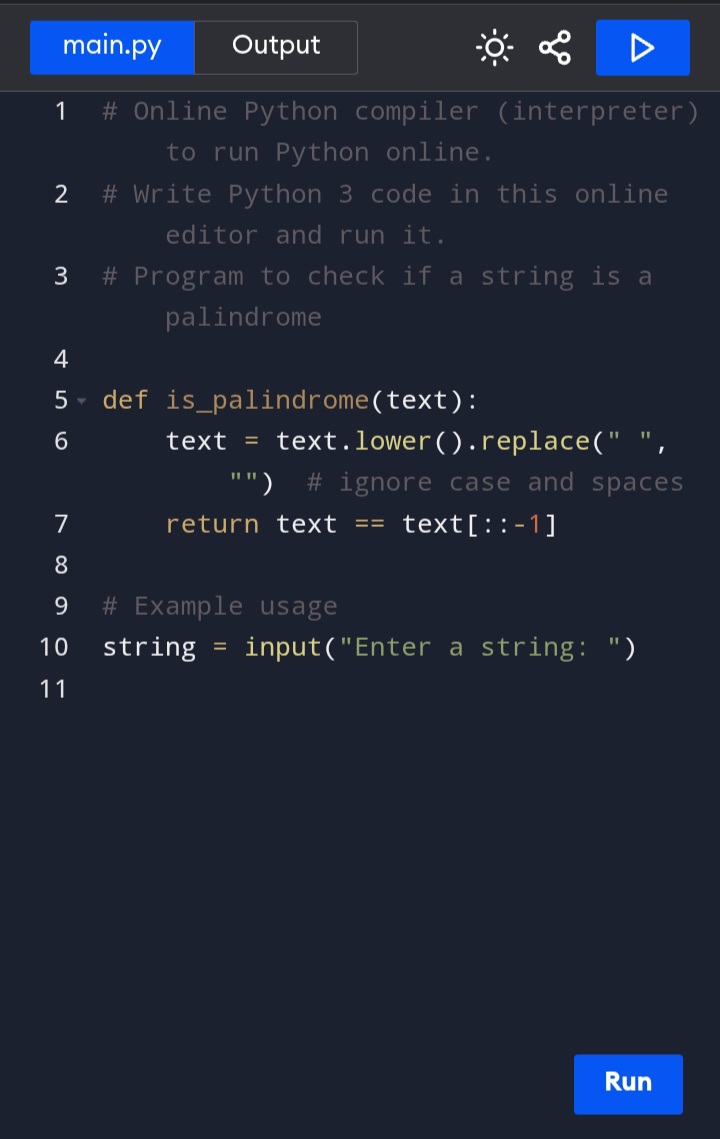 main.py Output
1 # Online Python compiler (interpreter)
to run Python online.
2 # Write Python 3 code in this online
editor and run it.
3 # Program to check if a string is a
palindrome
4
5 def is_palindrome(text):
6 text = text.lower().replace(" ",
"")  # ignore case and spaces
7 return text == text[::-1]
8
9 # Example usage
10 string = input("Enter a string: ")
11
Run